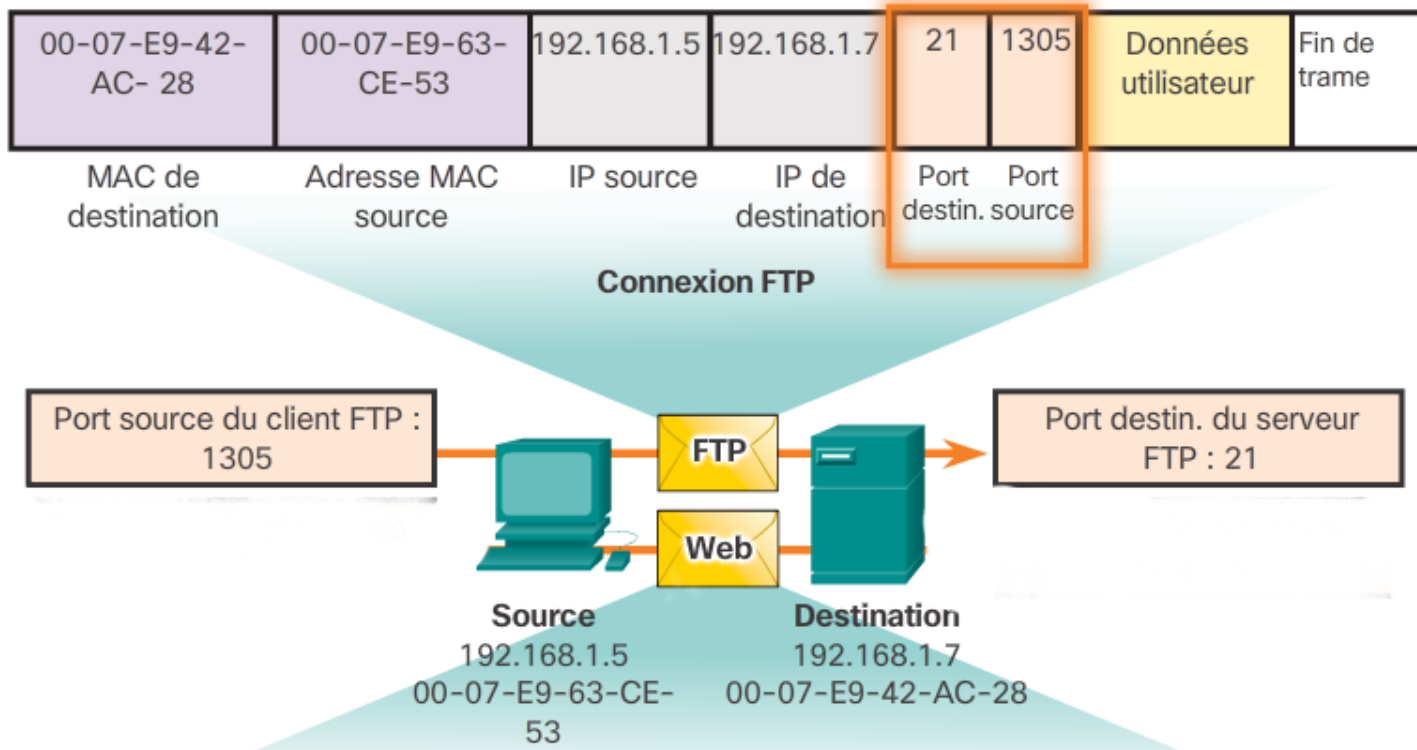 00-07-E9-42-
AC- 28
00-07-E9-63-
CE-53
192.168.1.5
192.168.1.7
21
1305
Données
utilisateur
Fin de
trame
MAC de
destination
Adresse MAC
source
IP source
IP de
destination
Port
destin.
Port
source
Connexion FTP
Port source du client FTP :
1305
FTP
Port destin. du serveur
FTP : 21
Web
Source
192.168.1.5
00-07-E9-63-CE-
53
Destination
192.168.1.7
00-07-E9-42-AC-28